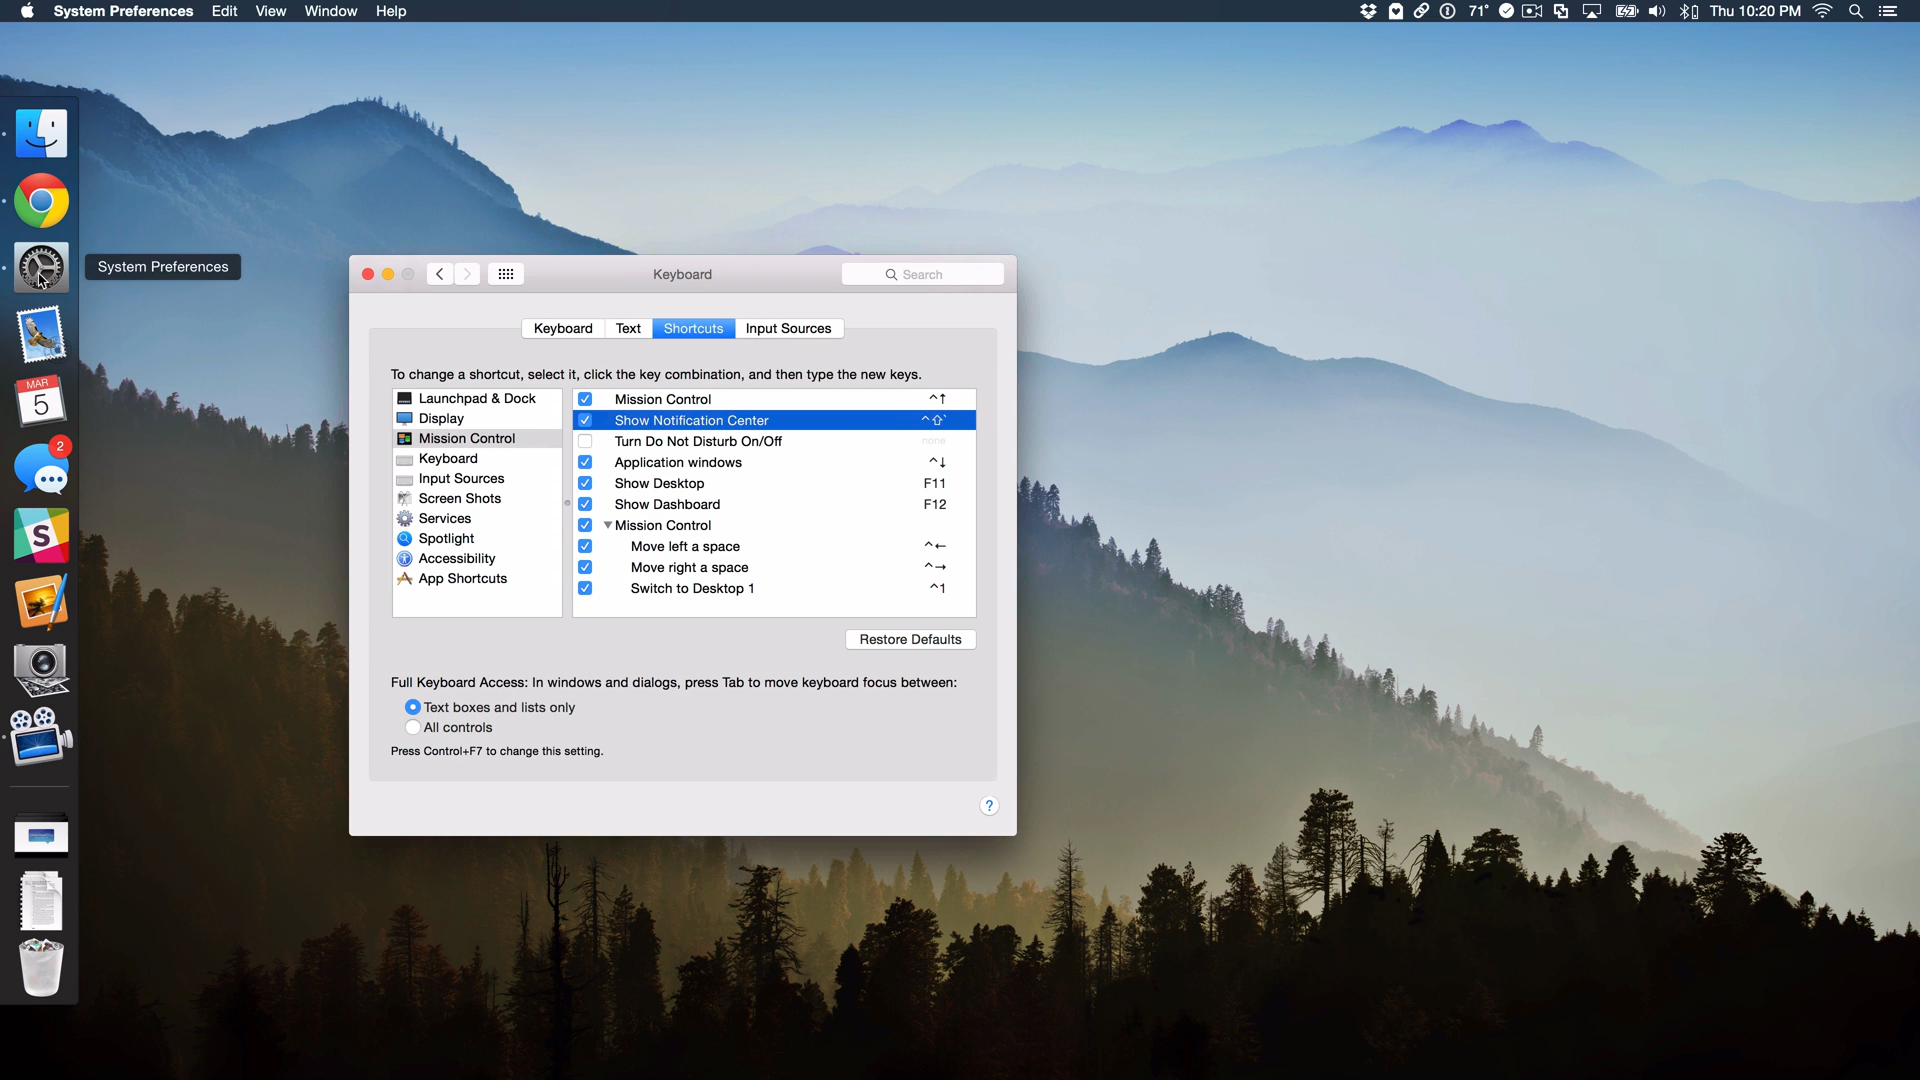 System Preferences Edit View Window Help
71° Thu 10:20 PM
System Preferences
MAR
5
2
S
Keyboard
Search
Keyboard Text Shortcuts Input Sources
To change a shortcut, select it, click the key combination, and then type the new keys.
Launchpad & Dock
Display
Mission Control
Keyboard
Input Sources
Screen Shots
Services
Spotlight
Accessibility
App Shortcuts
Mission Control ^↑
Show Notification Center ^⇧`
Turn Do Not Disturb On/Off none
Application windows ^↓
Show Desktop F11
Show Dashboard F12
Mission Control
Move left a space ^←
Move right a space ^→
Switch to Desktop 1 ^1
Restore Defaults
Full Keyboard Access: In windows and dialogs, press Tab to move keyboard focus between:
Text boxes and lists only
All controls
Press Control+F7 to change this setting.
?